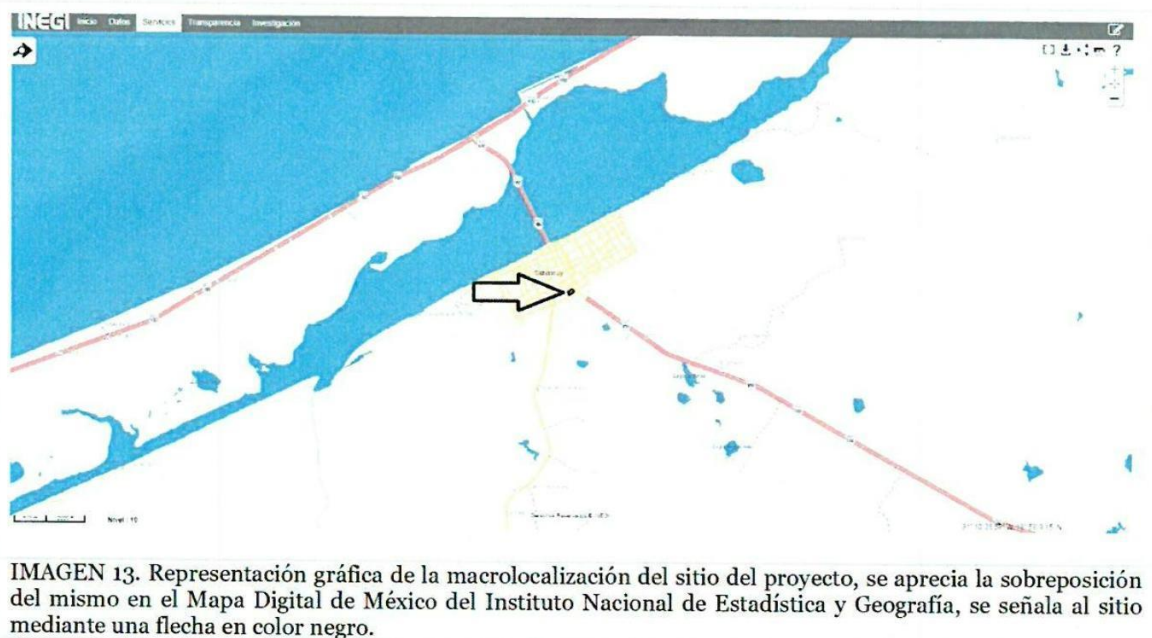 INEGI Inicio Datos Servicios Transparencia Investigación
?
Nivel : 10
IMAGEN 13. Representación gráfica de la macrolocalización del sitio del proyecto, se aprecia la sobreposición
del mismo en el Mapa Digital de México del Instituto Nacional de Estadística y Geografía, se señala al sitio
mediante una flecha en color negro.